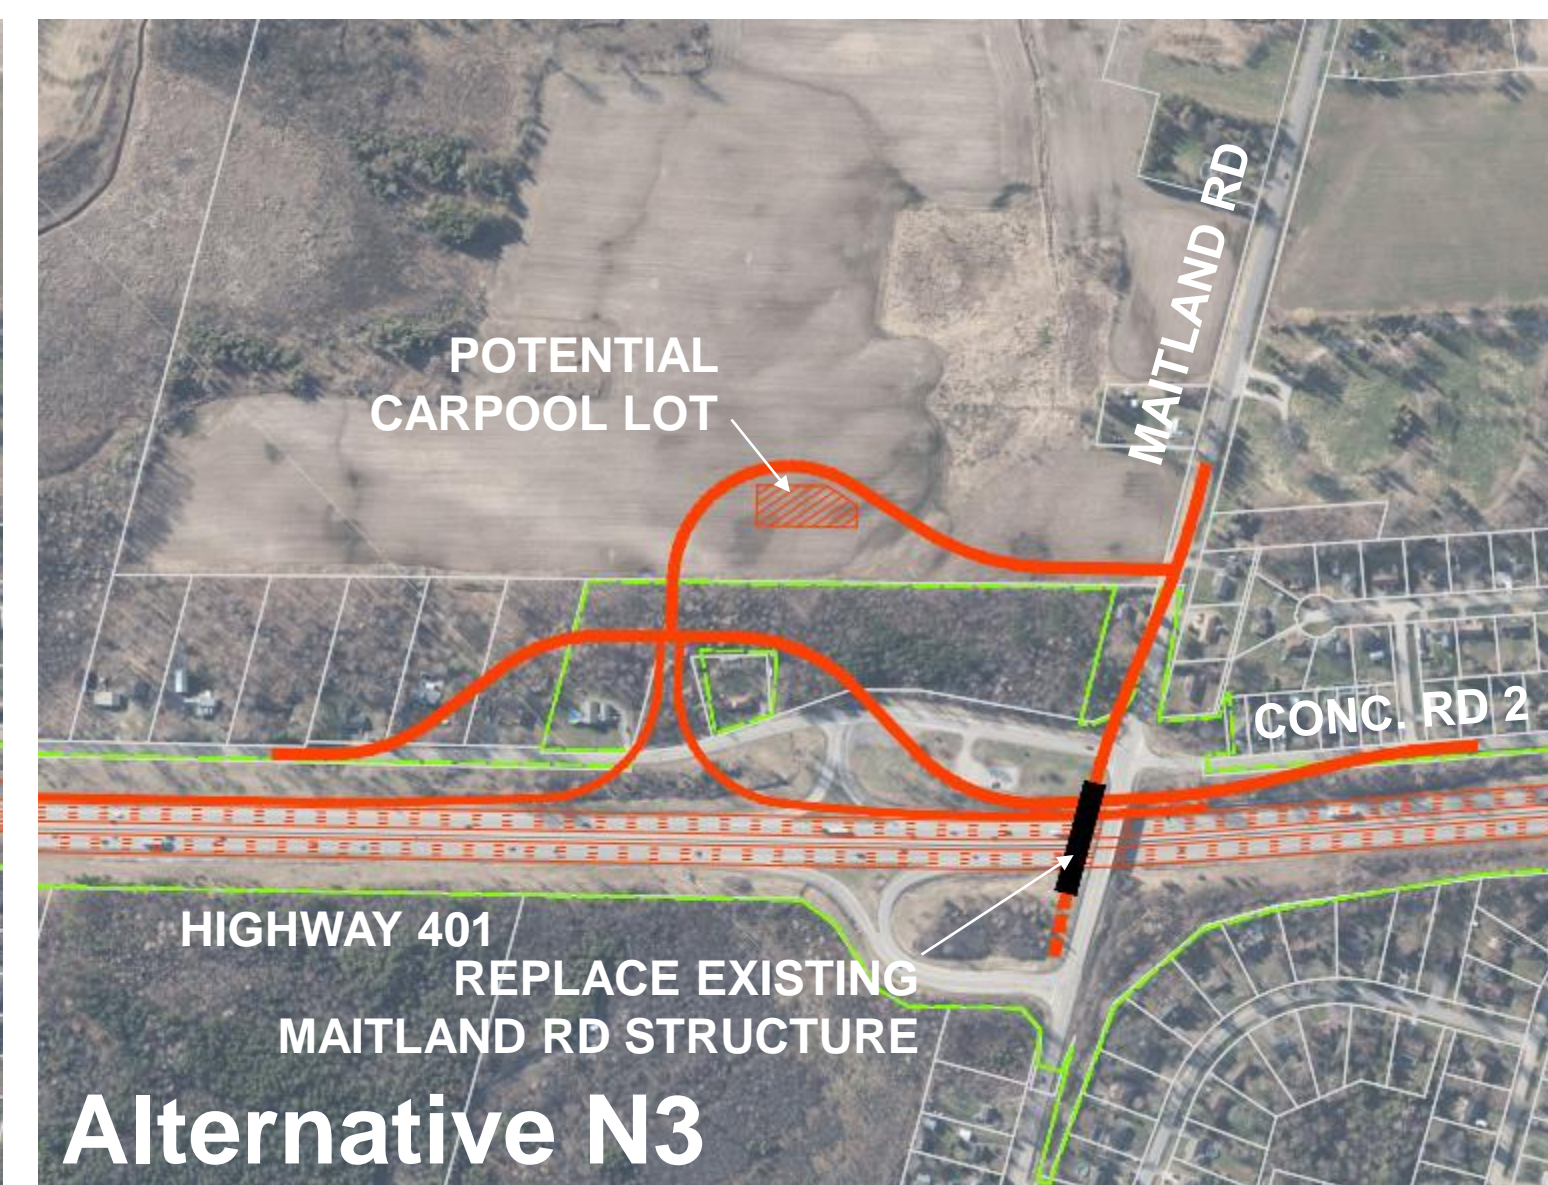 MAITLAND RD
POTENTIAL
CARPOOL LOT
CONC. RD 2
HIGHWAY 401
REPLACE EXISTING
MAITLAND RD STRUCTURE
Alternative N3